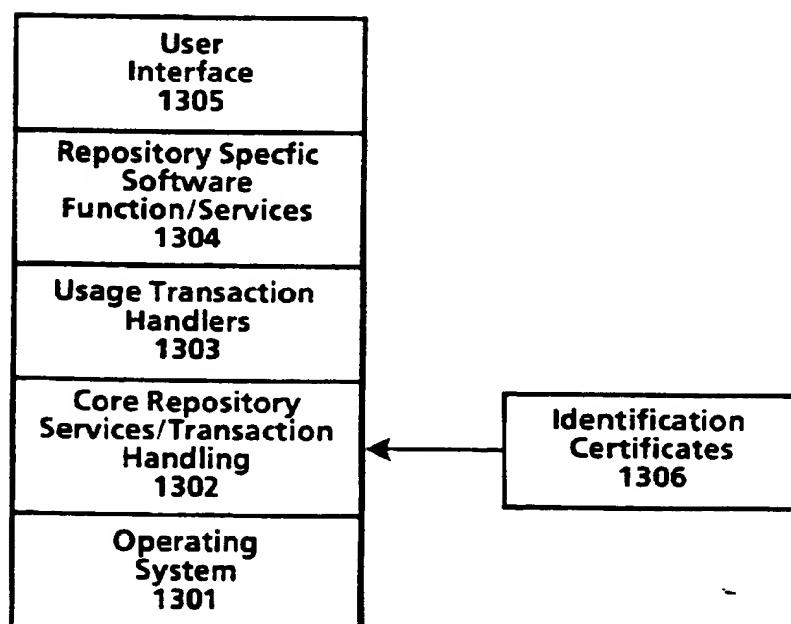 User
Interface
1305
Repository Specfic
Software
Function/Services
1304
Usage Transaction
Handlers
1303
Core Repository
Services/Transaction
Handling
1302
Identification
Certificates
1306
Operating
System
1301